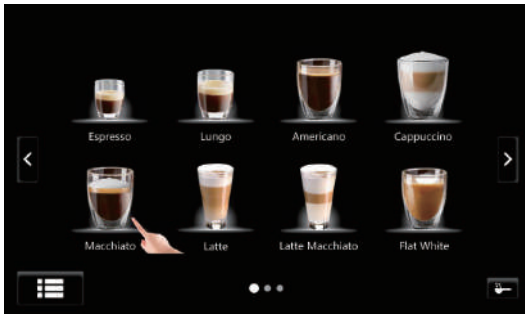 Espresso
Lungo
Americano
Cappuccino
Macchiato
Latte
Latte Macchiato
Flat White